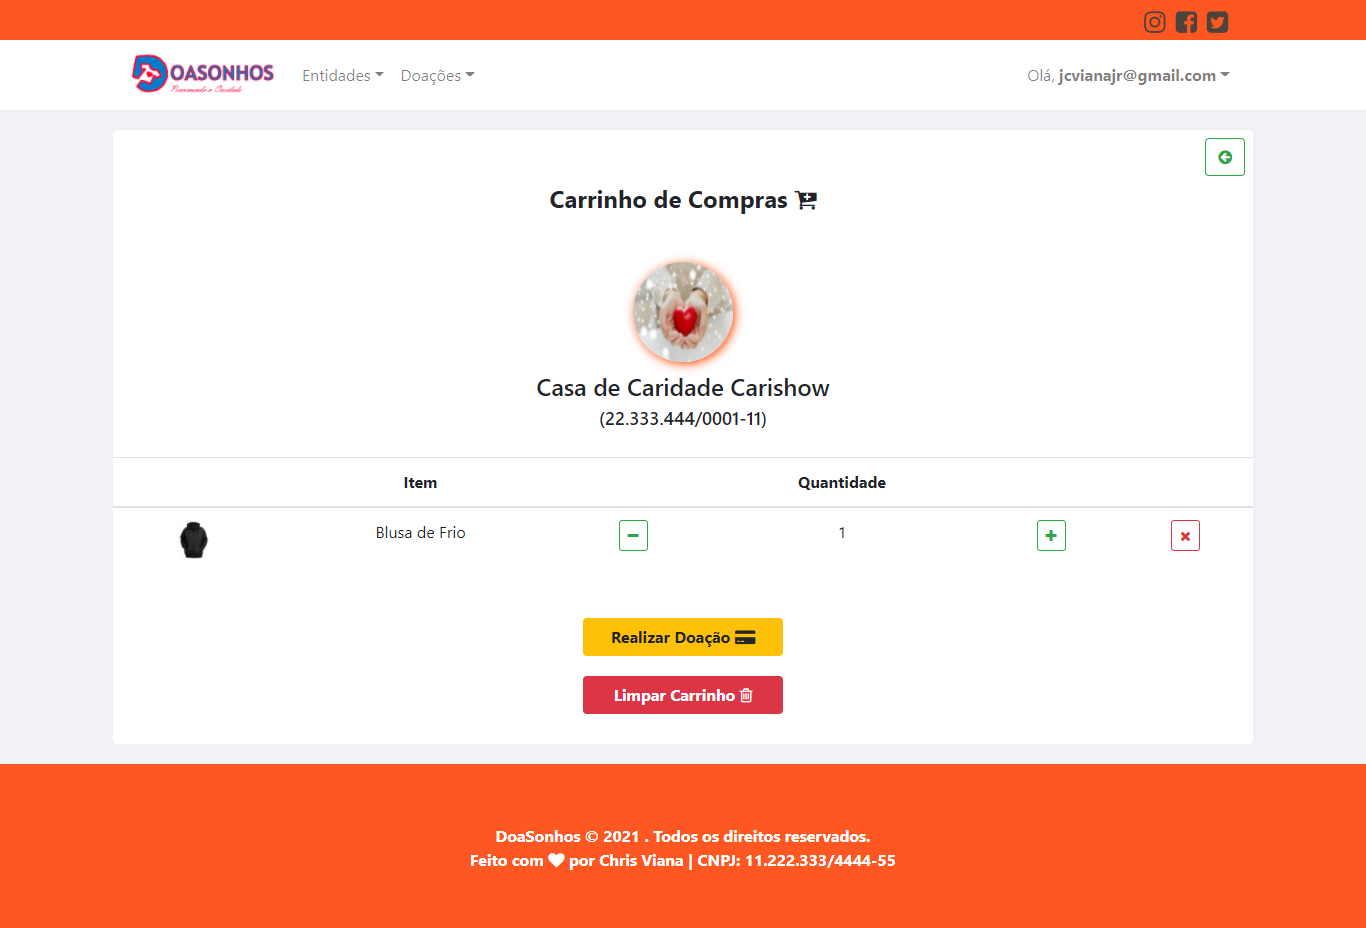 OASONHOS
Entidades
Doações
Olá, jcvianajr@gmail.com
Carrinho de Compras
Casa de Caridade Carishow
(22.333.444/0001-11)
Item
Quantidade
Blusa de Frio
1
Realizar Doação
Limpar Carrinho
DoaSonhos © 2021 . Todos os direitos reservados.
Feito com por Chris Viana | CNPJ: 11.222.333/4444-55